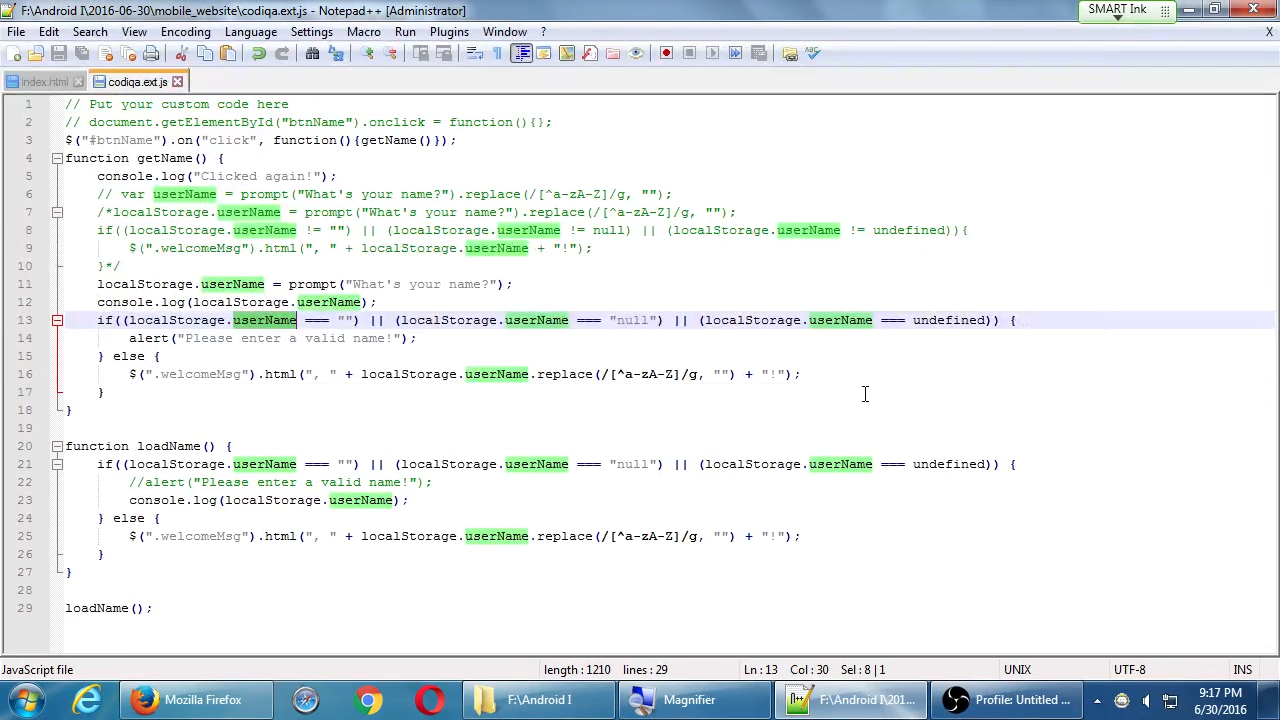 F:\Android I\2016-06-30\mobile_website\codiqa.ext.js - Notepad++ [Administrator]
SMART Ink
File Edit Search View Encoding Language Settings Macro Run Plugins Window ? X
index.html codiqa.ext.js
1 // Put your custom code here
2 // document.getElementById("btnName").onclick = function(){};
3 $("#btnName").on("click", function(){getName()});
4 function getName() {
5 console.log("Clicked again!");
6 // var userName = prompt("What's your name?").replace(/[^a-zA-Z]/g, "");
7 /*localStorage.userName = prompt("What's your name?").replace(/[^a-zA-Z]/g, "");
8 if((localStorage.userName != "") || (localStorage.userName != null) || (localStorage.userName != undefined)){
9 $(".welcomeMsg").html(", " + localStorage.userName + "!");
10 }*/
11 localStorage.userName = prompt("What's your name?");
12 console.log(localStorage.userName);
13 if((localStorage.userName === "") || (localStorage.userName === "null") || (localStorage.userName === undefined)) {
14 alert("Please enter a valid name!");
15 } else {
16 $(".welcomeMsg").html(", " + localStorage.userName.replace(/[^a-zA-Z]/g, "") + "!");
17 }
18 }
19
20 function loadName() {
21 if((localStorage.userName === "") || (localStorage.userName === "null") || (localStorage.userName === undefined)) {
22 //alert("Please enter a valid name!");
23 console.log(localStorage.userName);
24 } else {
25 $(".welcomeMsg").html(", " + localStorage.userName.replace(/[^a-zA-Z]/g, "") + "!");
26 }
27 }
28
29 loadName();
JavaScript file length : 1210 lines : 29 Ln : 13 Col : 30 Sel : 8 | 1 UNIX UTF-8 INS
Mozilla Firefox F:\Android I Magnifier F:\Android I\201... Profile: Untitled ... 9:17 PM
6/30/2016